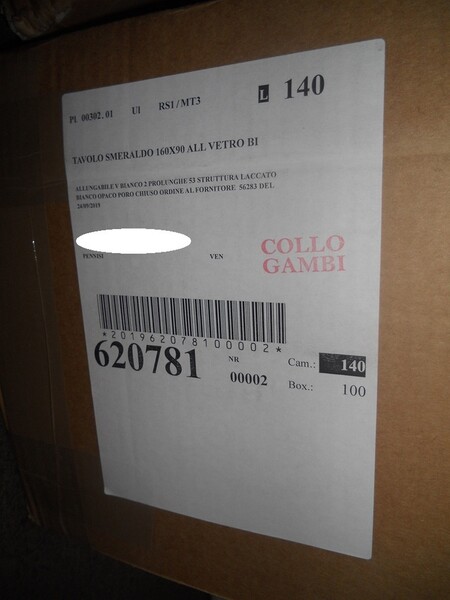 PI 00302.01 UI RS1/MT3 L 140
TAVOLO SMERALDO 160X90 ALL VETRO BI
ALLUNGABILE V BIANCO 2 PROLUNGHE 53 STRUTTURA LACCATO
BIANCO OPACO PORO CHIUSO ORDINE AL FORNITORE 56283 DEL
24/09/2019
PENNISI VEN
COLLO
GAMBI
*201962078100002*
620781 NR 00002
Cam.: 140
Box.: 100